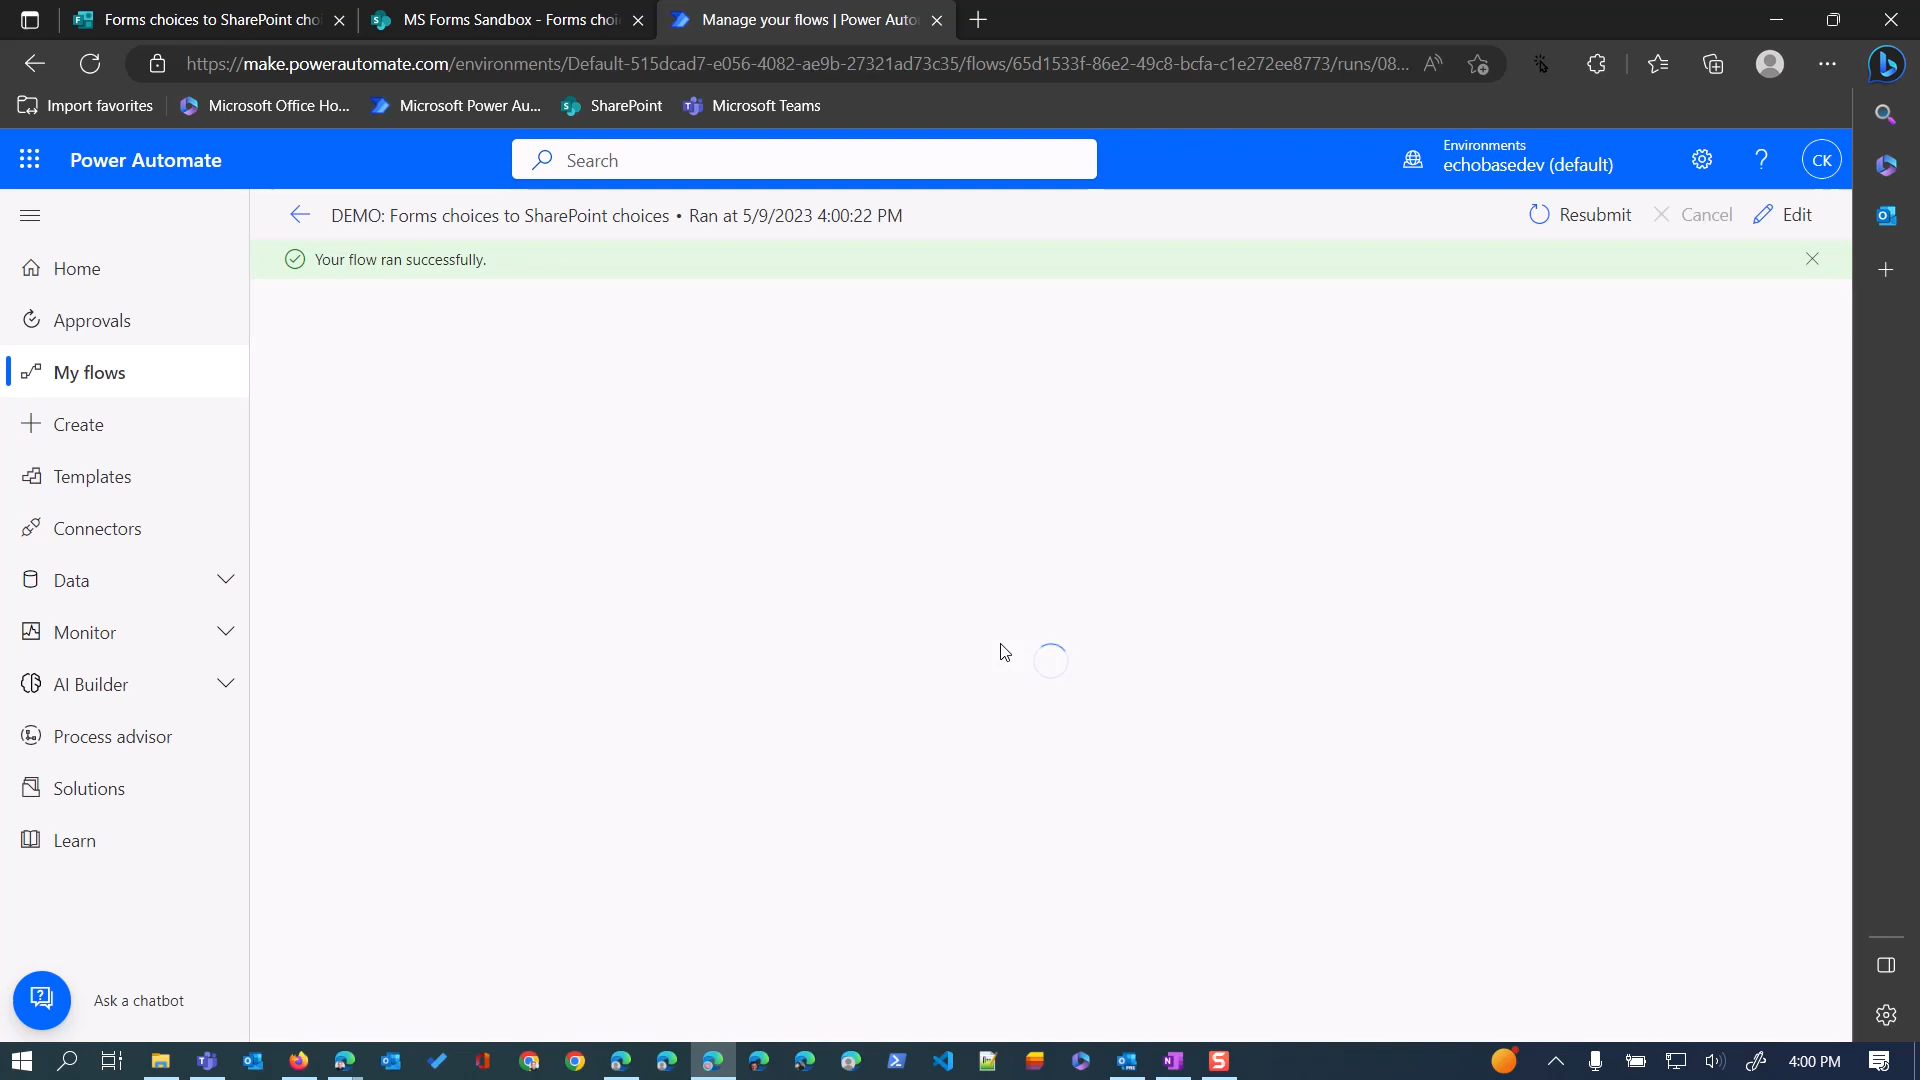 Forms choices to SharePoint cho
MS Forms Sandbox - Forms choi
Manage your flows | Power Auto
https://make.powerautomate.com/environments/Default-515dcad7-e056-4082-ae9b-27321ad73c35/flows/65d1533f-86e2-49c8-bcfa-c1e272ee8773/runs/08...
Import favorites
Microsoft Office Ho...
Microsoft Power Au...
SharePoint
Microsoft Teams
Power Automate
Search
Environments
echobasedev (default)
CK
DEMO: Forms choices to SharePoint choices • Ran at 5/9/2023 4:00:22 PM
Resubmit
Cancel
Edit
Your flow ran successfully.
Home
Approvals
My flows
Create
Templates
Connectors
Data
Monitor
AI Builder
Process advisor
Solutions
Learn
Ask a chatbot
4:00 PM